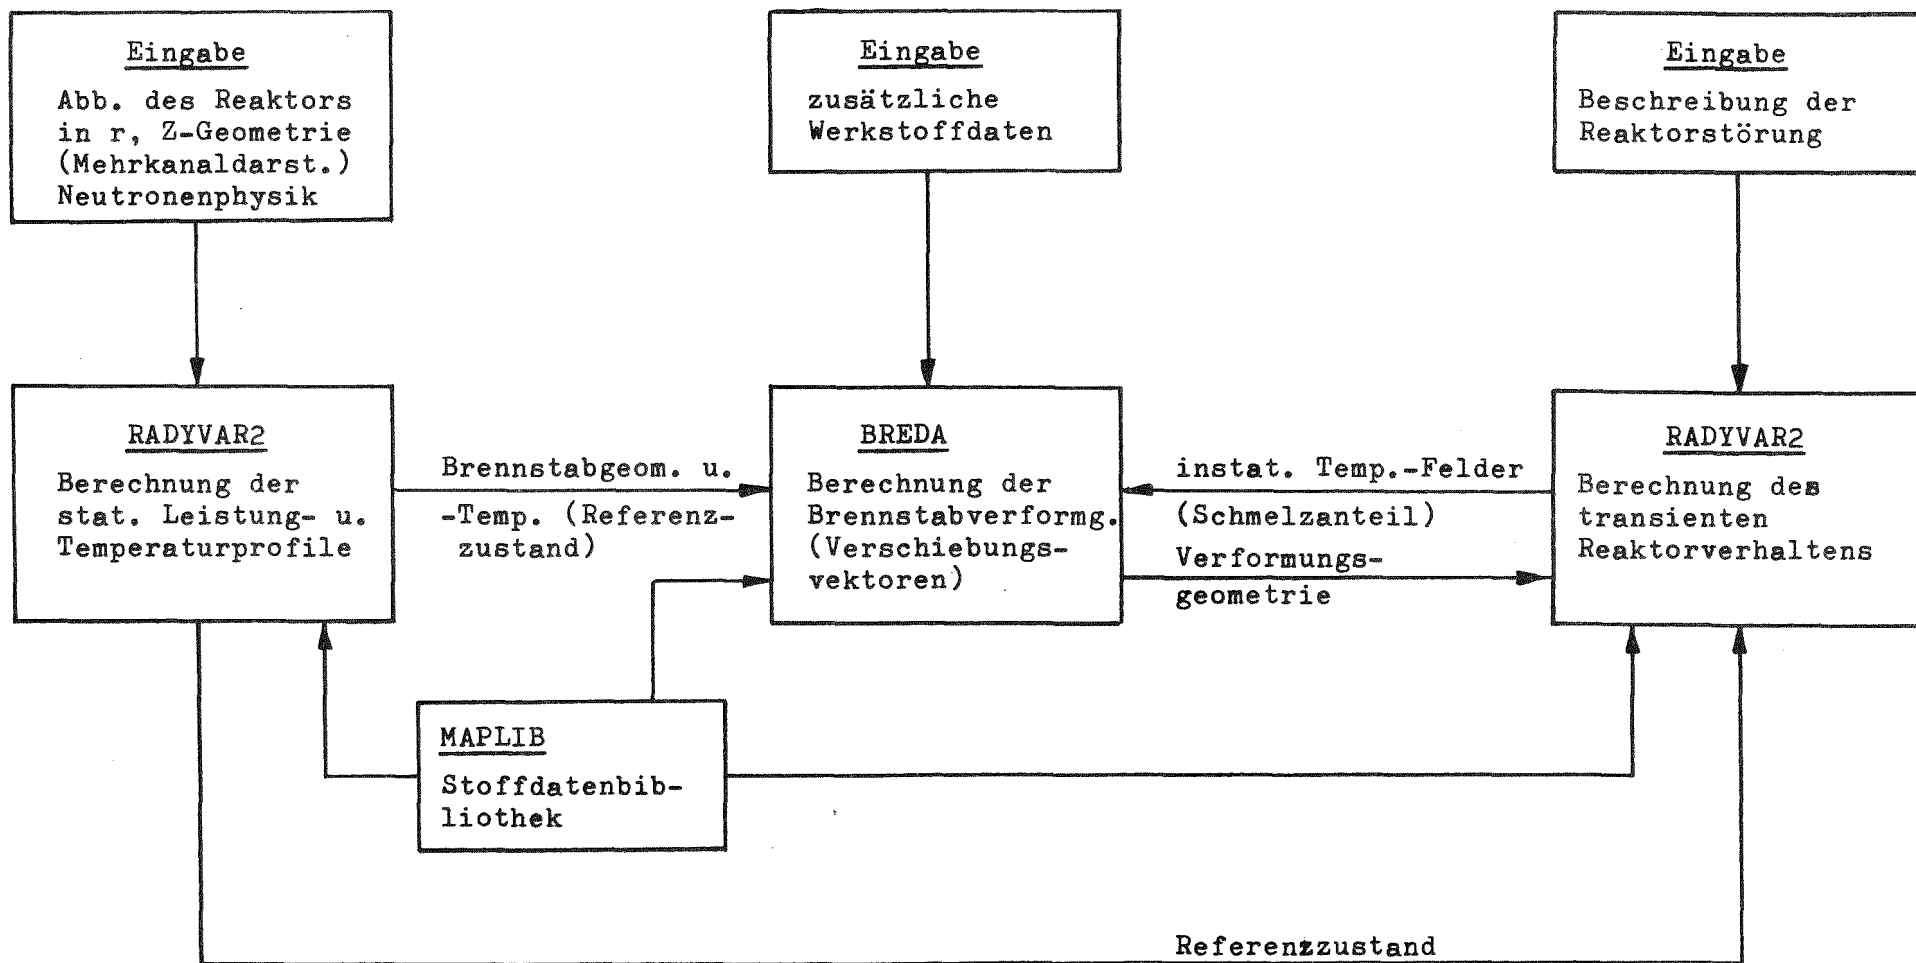 Eingabe
Abb. des Reaktors
in r, Z-Geometrie
(Mehrkanaldarst.)
Neutronenphysik
Eingabe
zusätzliche
Werkstoffdaten
Eingabe
Beschreibung der
Reaktorstörung
RADYVAR2
Berechnung der
stat. Leistung- u.
Temperaturprofile
Brennstabgeom. u.
-Temp. (Referenz-
zustand)
BREDA
Berechnung der
Brennstabverformg.
(Verschiebungs-
vektoren)
instat. Temp.-Felder
(Schmelzanteil)
Verformungs-
geometrie
RADYVAR2
Berechnung des
transienten
Reaktorverhaltens
MAPLIB
Stoffdatenbib-
liothek
Referenzzustand